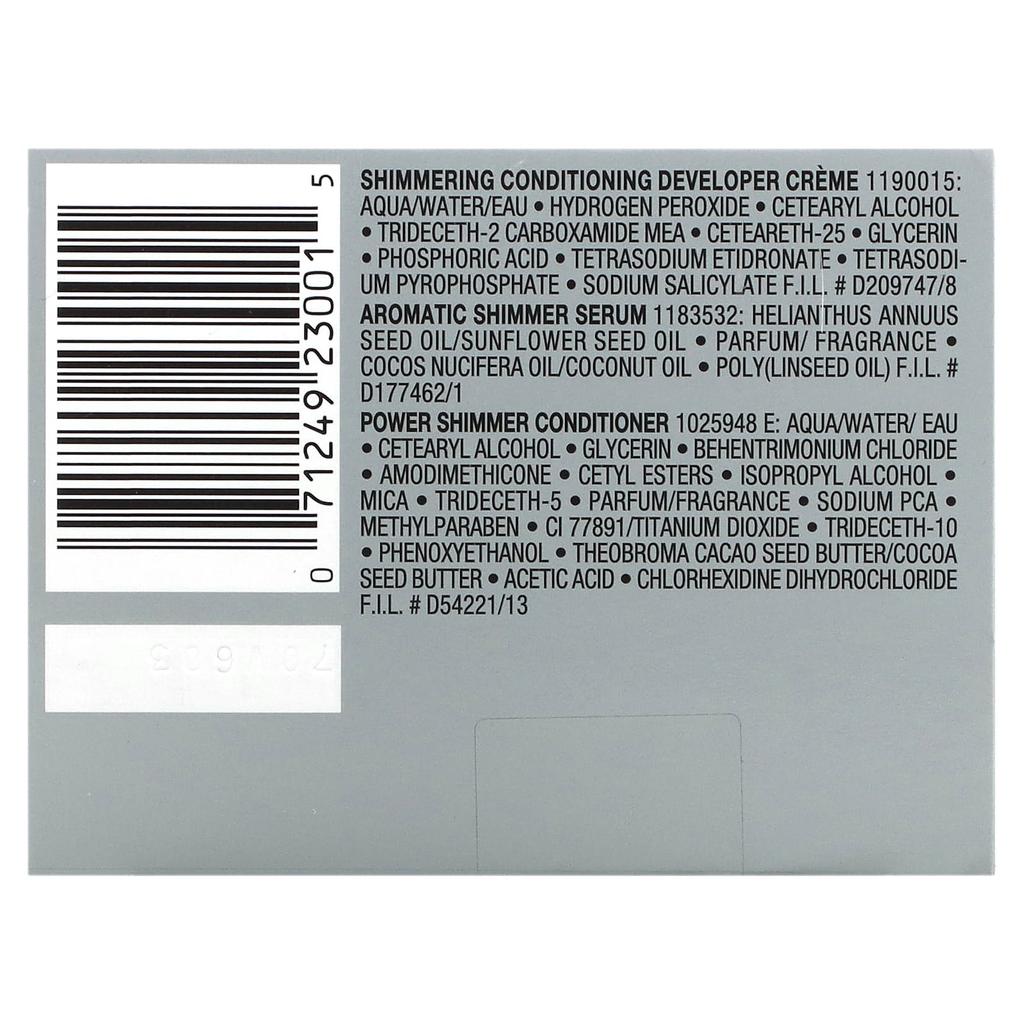 SHIMMERING CONDITIONING DEVELOPER CRÈME 1190015:
AQUA/WATER/EAU • HYDROGEN PEROXIDE • CETEARYL ALCOHOL
• TRIDECETH-2 CARBOXAMIDE MEA • CETEARETH-25 • GLYCERIN
• PHOSPHORIC ACID • TETRASODIUM ETIDRONATE • TETRASODI-
UM PYROPHOSPHATE • SODIUM SALICYLATE F.I.L. # D209747/8
AROMATIC SHIMMER SERUM 1183532: HELIANTHUS ANNUUS
SEED OIL/SUNFLOWER SEED OIL • PARFUM/ FRAGRANCE •
COCOS NUCIFERA OIL/COCONUT OIL • POLY(LINSEED OIL) F.I.L. #
D177462/1
POWER SHIMMER CONDITIONER 1025948 E: AQUA/WATER/ EAU
• CETEARYL ALCOHOL • GLYCERIN • BEHENTRIMONIUM CHLORIDE
• AMODIMETHICONE • CETYL ESTERS • ISOPROPYL ALCOHOL •
MICA • TRIDECETH-5 • PARFUM/FRAGRANCE • SODIUM PCA •
METHYLPARABEN • CI 77891/TITANIUM DIOXIDE • TRIDECETH-10
• PHENOXYETHANOL • THEOBROMA CACAO SEED BUTTER/COCOA
SEED BUTTER • ACETIC ACID • CHLORHEXIDINE DIHYDROCHLORIDE
F.I.L. # D54221/13
0 71249 23001 5